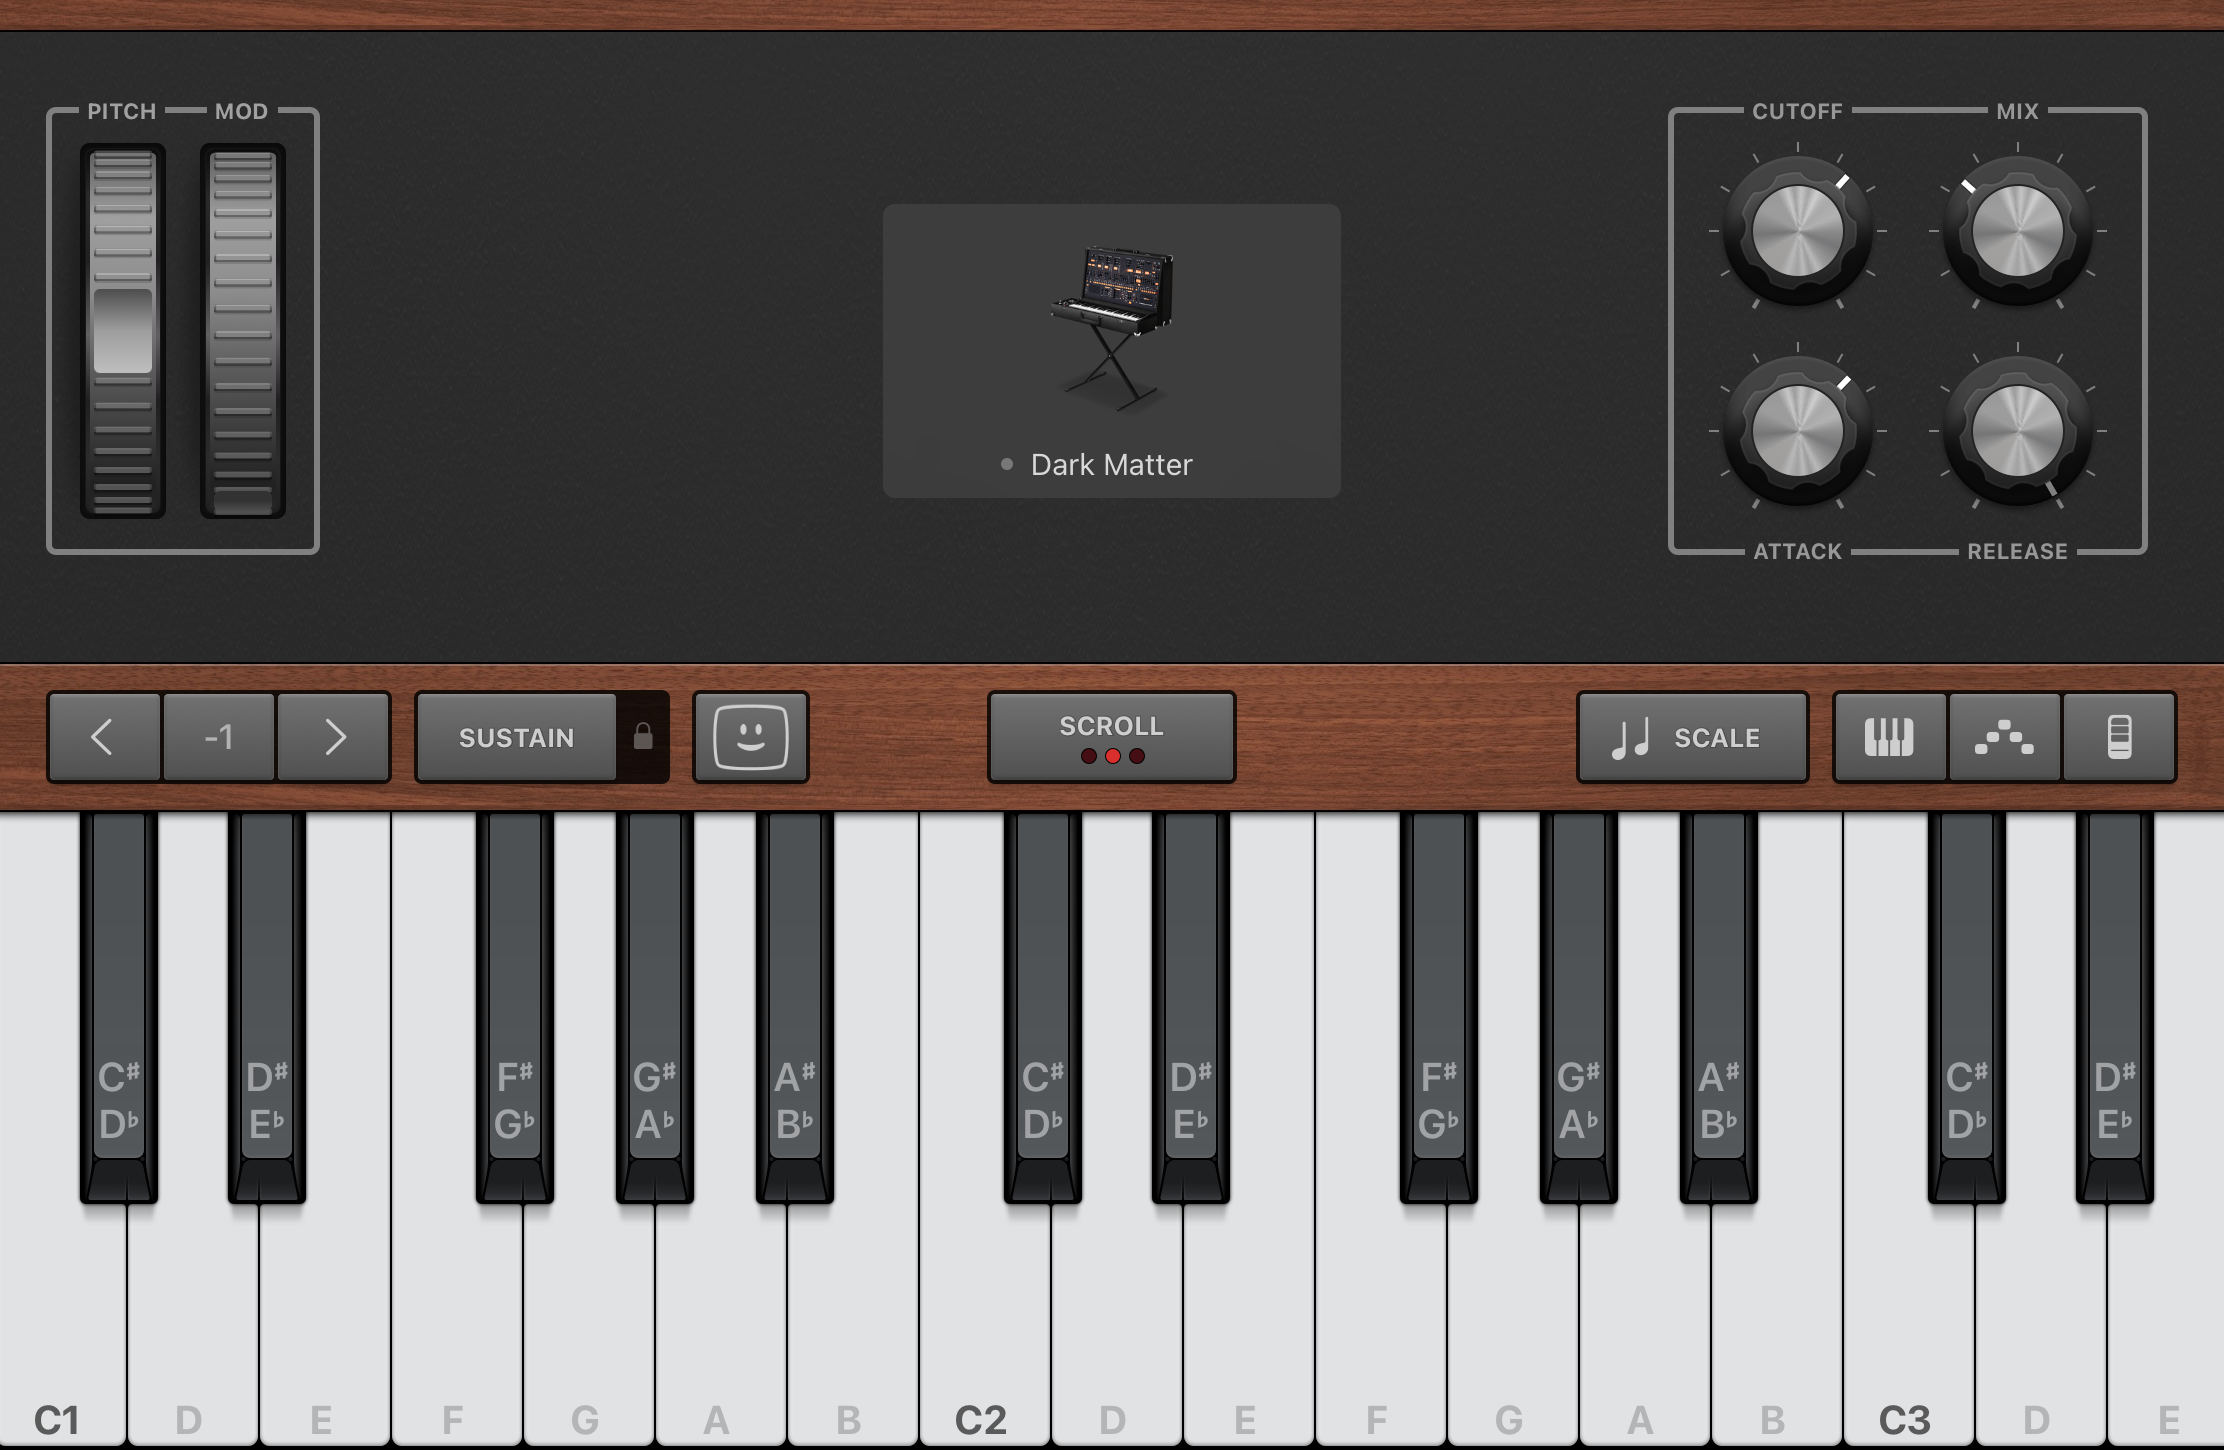 PITCH MOD
CUTOFF MIX
Dark Matter
ATTACK RELEASE
-1
SUSTAIN
SCROLL
SCALE
C♯ D♯ F♯ G♯ A♯ C♯ D♯ F♯ G♯ A♯ C♯ D♯
D♭ E♭ G♭ A♭ B♭ D♭ E♭ G♭ A♭ B♭ D♭ E♭
C1 D E F G A B C2 D E F G A B C3 D E